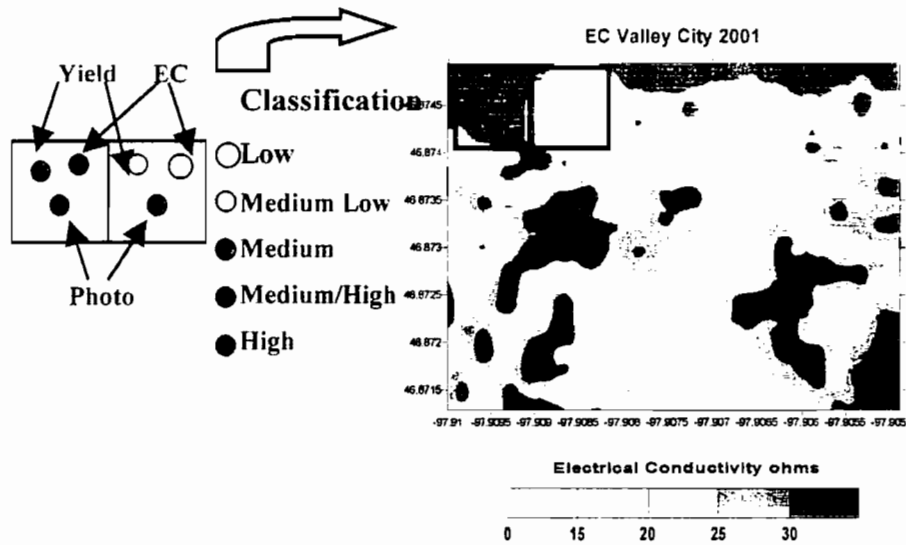 EC Valley City 2001
Yield
EC
Photo
Classification
Low
Medium Low
Medium
Medium/High
High
8745
46.874
46.8735
46.873
46.8725
46.872
46.8715
-97.91 -97.9095 -97.909 -97.9085 -97.908 -97.9075 -97.907 -97.9065 -97.906 -97.9055 -97.905
Electrical Conductivity ohms
0 15 20 25 30